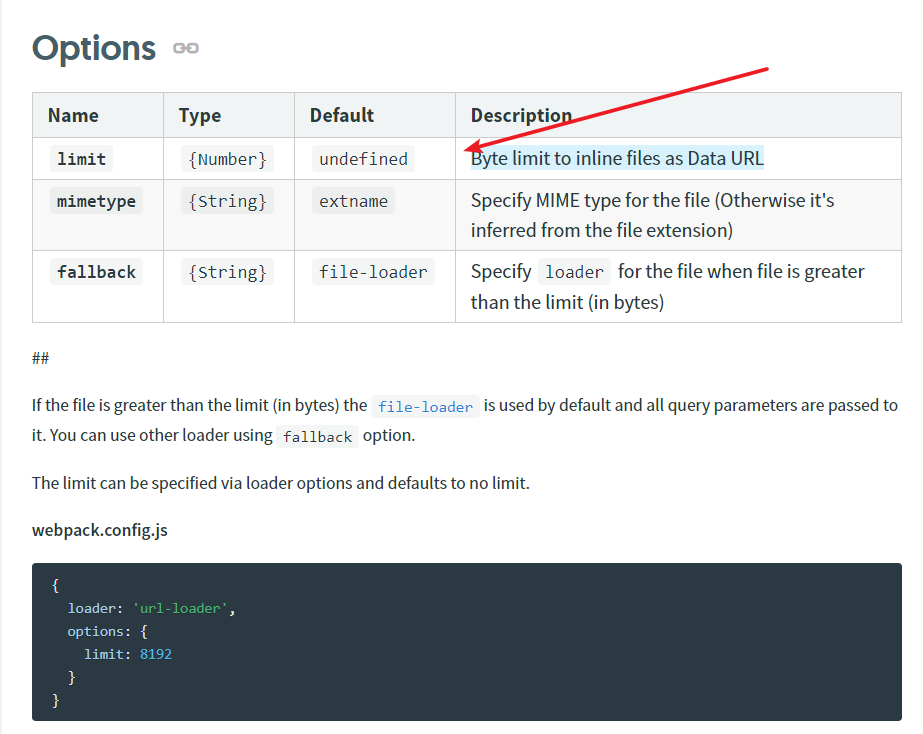 Options
Name Type Default Description
limit {Number} undefined Byte limit to inline files as Data URL
mimetype {String} extname Specify MIME type for the file (Otherwise it's
inferred from the file extension)
fallback {String} file-loader Specify loader for the file when file is greater
than the limit (in bytes)
##
If the file is greater than the limit (in bytes) the file-loader is used by default and all query parameters are passed to
it. You can use other loader using fallback option.
The limit can be specified via loader options and defaults to no limit.
webpack.config.js
{
  loader: 'url-loader',
  options: {
    limit: 8192
  }
}